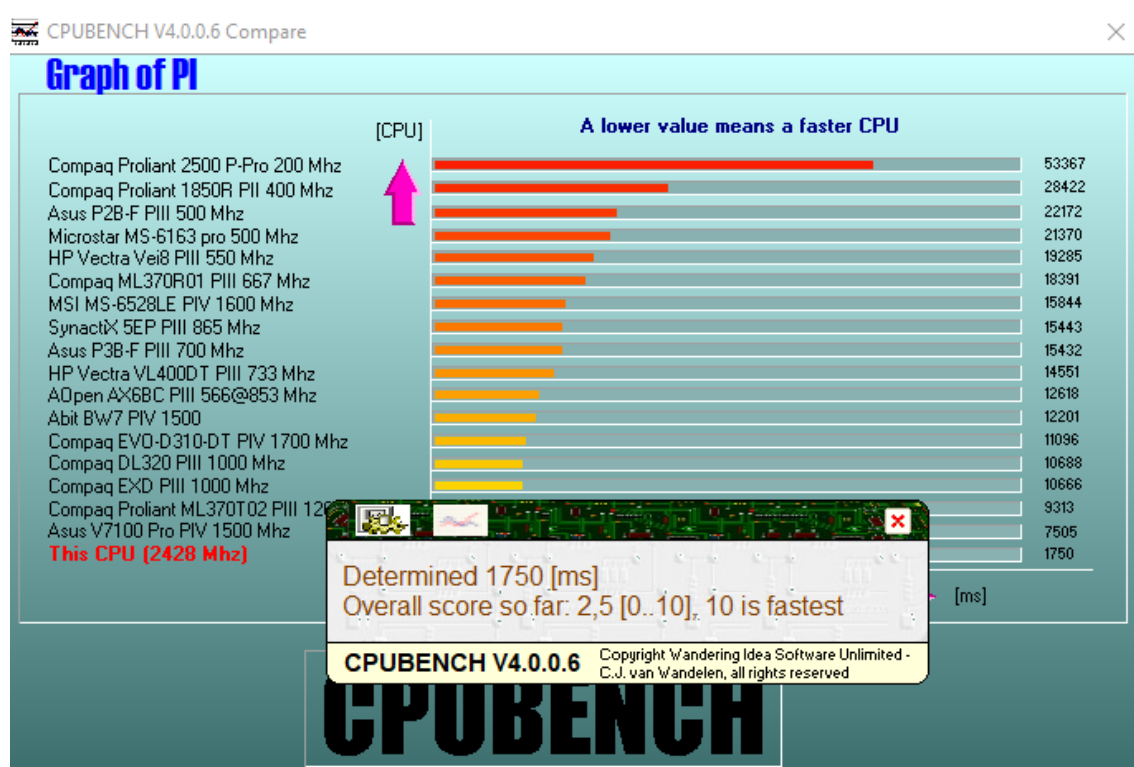 CPUBENCH V4.0.0.6 Compare
Graph of PI
[CPU] A lower value means a faster CPU
Compaq Proliant 2500 P-Pro 200 Mhz 53367
Compaq Proliant 1850R PII 400 Mhz 28422
Asus P2B-F PIII 500 Mhz 22172
Microstar MS-6163 pro 500 Mhz 21370
HP Vectra Vei8 PIII 550 Mhz 19285
Compaq ML370R01 PIII 667 Mhz 18391
MSI MS-6528LE PIV 1600 Mhz 15844
SynactiX 5EP PIII 865 Mhz 15443
Asus P3B-F PIII 700 Mhz 15432
HP Vectra VL400DT PIII 733 Mhz 14551
AOpen AX6BC PIII 566@853 Mhz 12618
Abit BW7 PIV 1500 12201
Compaq EVO-D310-DT PIV 1700 Mhz 11096
Compaq DL320 PIII 1000 Mhz 10688
Compaq EXD PIII 1000 Mhz 10666
Compaq Proliant ML370T02 PIII 9313
Asus V7100 Pro PIV 1500 Mhz 7505
This CPU (2428 Mhz) 1750
[ms]
Determined 1750 [ms]
Overall score so far: 2,5 [0..10], 10 is fastest
CPUBENCH V4.0.0.6
Copyright Wandering Idea Software Unlimited -
C.J. van Wandelen, all rights reserved
CPUBENCH